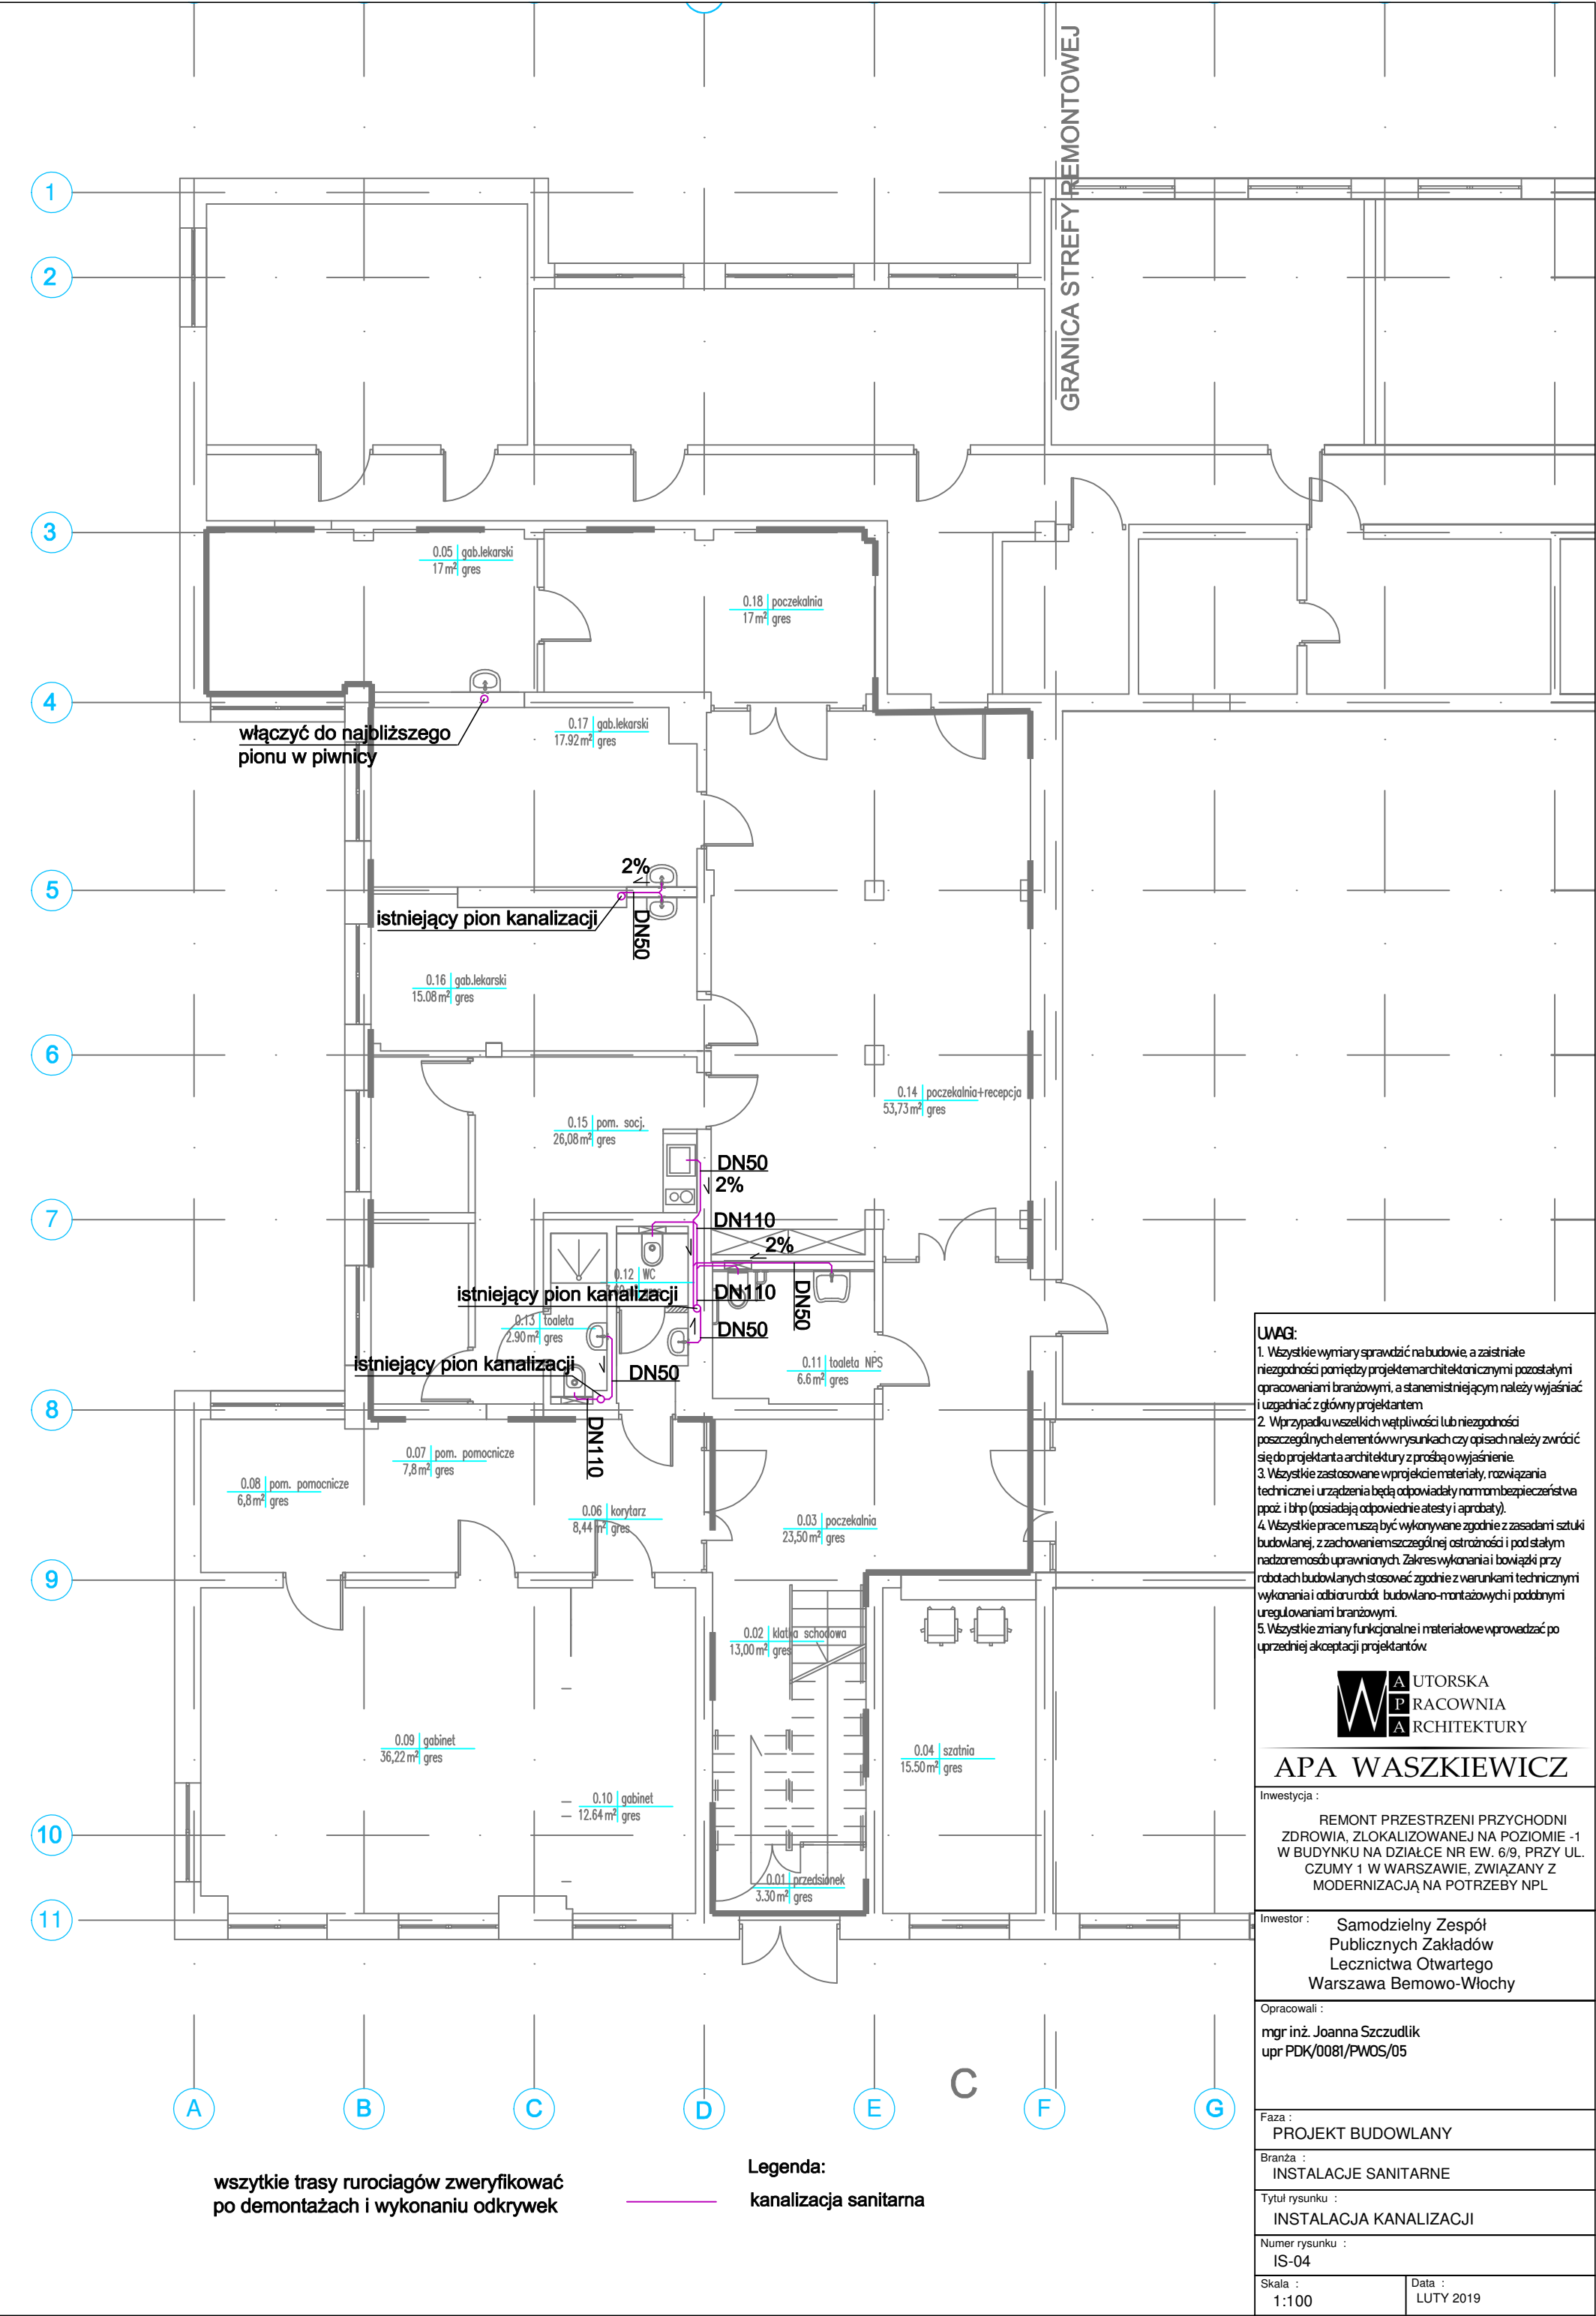 GRANICA STREFY REMONTOWEJ
1
2
3
4
5
6
7
8
9
10
11
0.05 gab.lekarski
17 m² gres
0.18 poczekalnia
17 m² gres
włączyć do najbliższego
pionu w piwnicy
0.17 gab.lekarski
17.92 m² gres
2%
istniejący pion kanalizacji
DN50
0.16 gab.lekarski
15.08 m² gres
0.14 poczekalnia+recepcja
53,73 m² gres
0.15 pom. socj.
26,08 m² gres
DN50
2%
DN110
2%
0.12 WC
gres
istniejący pion kanalizacji
DN110
DN50
0.13 toaleta
2.90 m² gres
DN50
istniejący pion kanalizacji
DN50
0.11 toaleta NPS
6.6 m² gres
DN110
0.07 pom. pomocnicze
7,8 m² gres
0.08 pom. pomocnicze
6,8 m² gres
0.06 korytarz
8,44 m² gres
0.03 poczekalnia
23,50 m² gres
0.02 klatka schodowa
13,00 m² gres
0.09 gabinet
36,22 m² gres
0.04 szatnia
15.50 m² gres
0.10 gabinet
12.64 m² gres
0.01 przedsionek
3.30 m² gres
A
B
C
D
E
F
G
C
wszytkie trasy rurociagów zweryfikować
po demontażach i wykonaniu odkrywek
Legenda:
kanalizacja sanitarna
UWAGI:
1. Wszystkie wymiary sprawdzić na budowie, a zaistniałe
niezgodności pomiędzy projektem architektonicznym i pozostałymi
opracowaniami branżowymi, a stanem istniejącym, należy wyjaśniać
i uzgadniać z główny projektantem.
2. W przypadku wszelkich wątpliwości lub niezgodności
poszczególnych elementów w rysunkach czy opisach należy zwrócić
się do projektanta architektury z prośbą o wyjaśnienie.
3. Wszystkie zastosowane w projekcie materiały, rozwiązania
techniczne i urządzenia będą odpowiadały normom bezpieczeństwa
ppoż. i bhp (posiadają odpowiednie atesty i aprobaty).
4. Wszystkie prace muszą być wykonywane zgodnie z zasadami sztuki
budowlanej, z zachowaniem szczególnej ostrożności i pod stałym
nadzorem osób uprawnionych. Zakres wykonania i bowiązki przy
robotach budowlanych stosować zgodnie z warunkami technicznymi
wykonania i odbioru robót budowlano-montażowych i podobnymi
uregulowaniami branżowymi.
5. Wszystkie zmiany funkcjonalne i materiałowe wprowadzać po
uprzedniej akceptacji projektantów.
AUTORSKA
PRACOWNIA
ARCHITEKTURY
APA WASZKIEWICZ
Inwestycja :
REMONT PRZESTRZENI PRZYCHODNI
ZDROWIA, ZLOKALIZOWANEJ NA POZIOMIE -1
W BUDYNKU NA DZIAŁCE NR EW. 6/9, PRZY UL.
CZUMY 1 W WARSZAWIE, ZWIĄZANY Z
MODERNIZACJĄ NA POTRZEBY NPL
Inwestor :
Samodzielny Zespół
Publicznych Zakładów
Lecznictwa Otwartego
Warszawa Bemowo-Włochy
Opracowali :
mgr inż. Joanna Szczudlik
upr PDK/0081/PWOS/05
Faza :
PROJEKT BUDOWLANY
Branża :
INSTALACJE SANITARNE
Tytuł rysunku :
INSTALACJA KANALIZACJI
Numer rysunku :
IS-04
Skala :
1:100
Data :
LUTY 2019